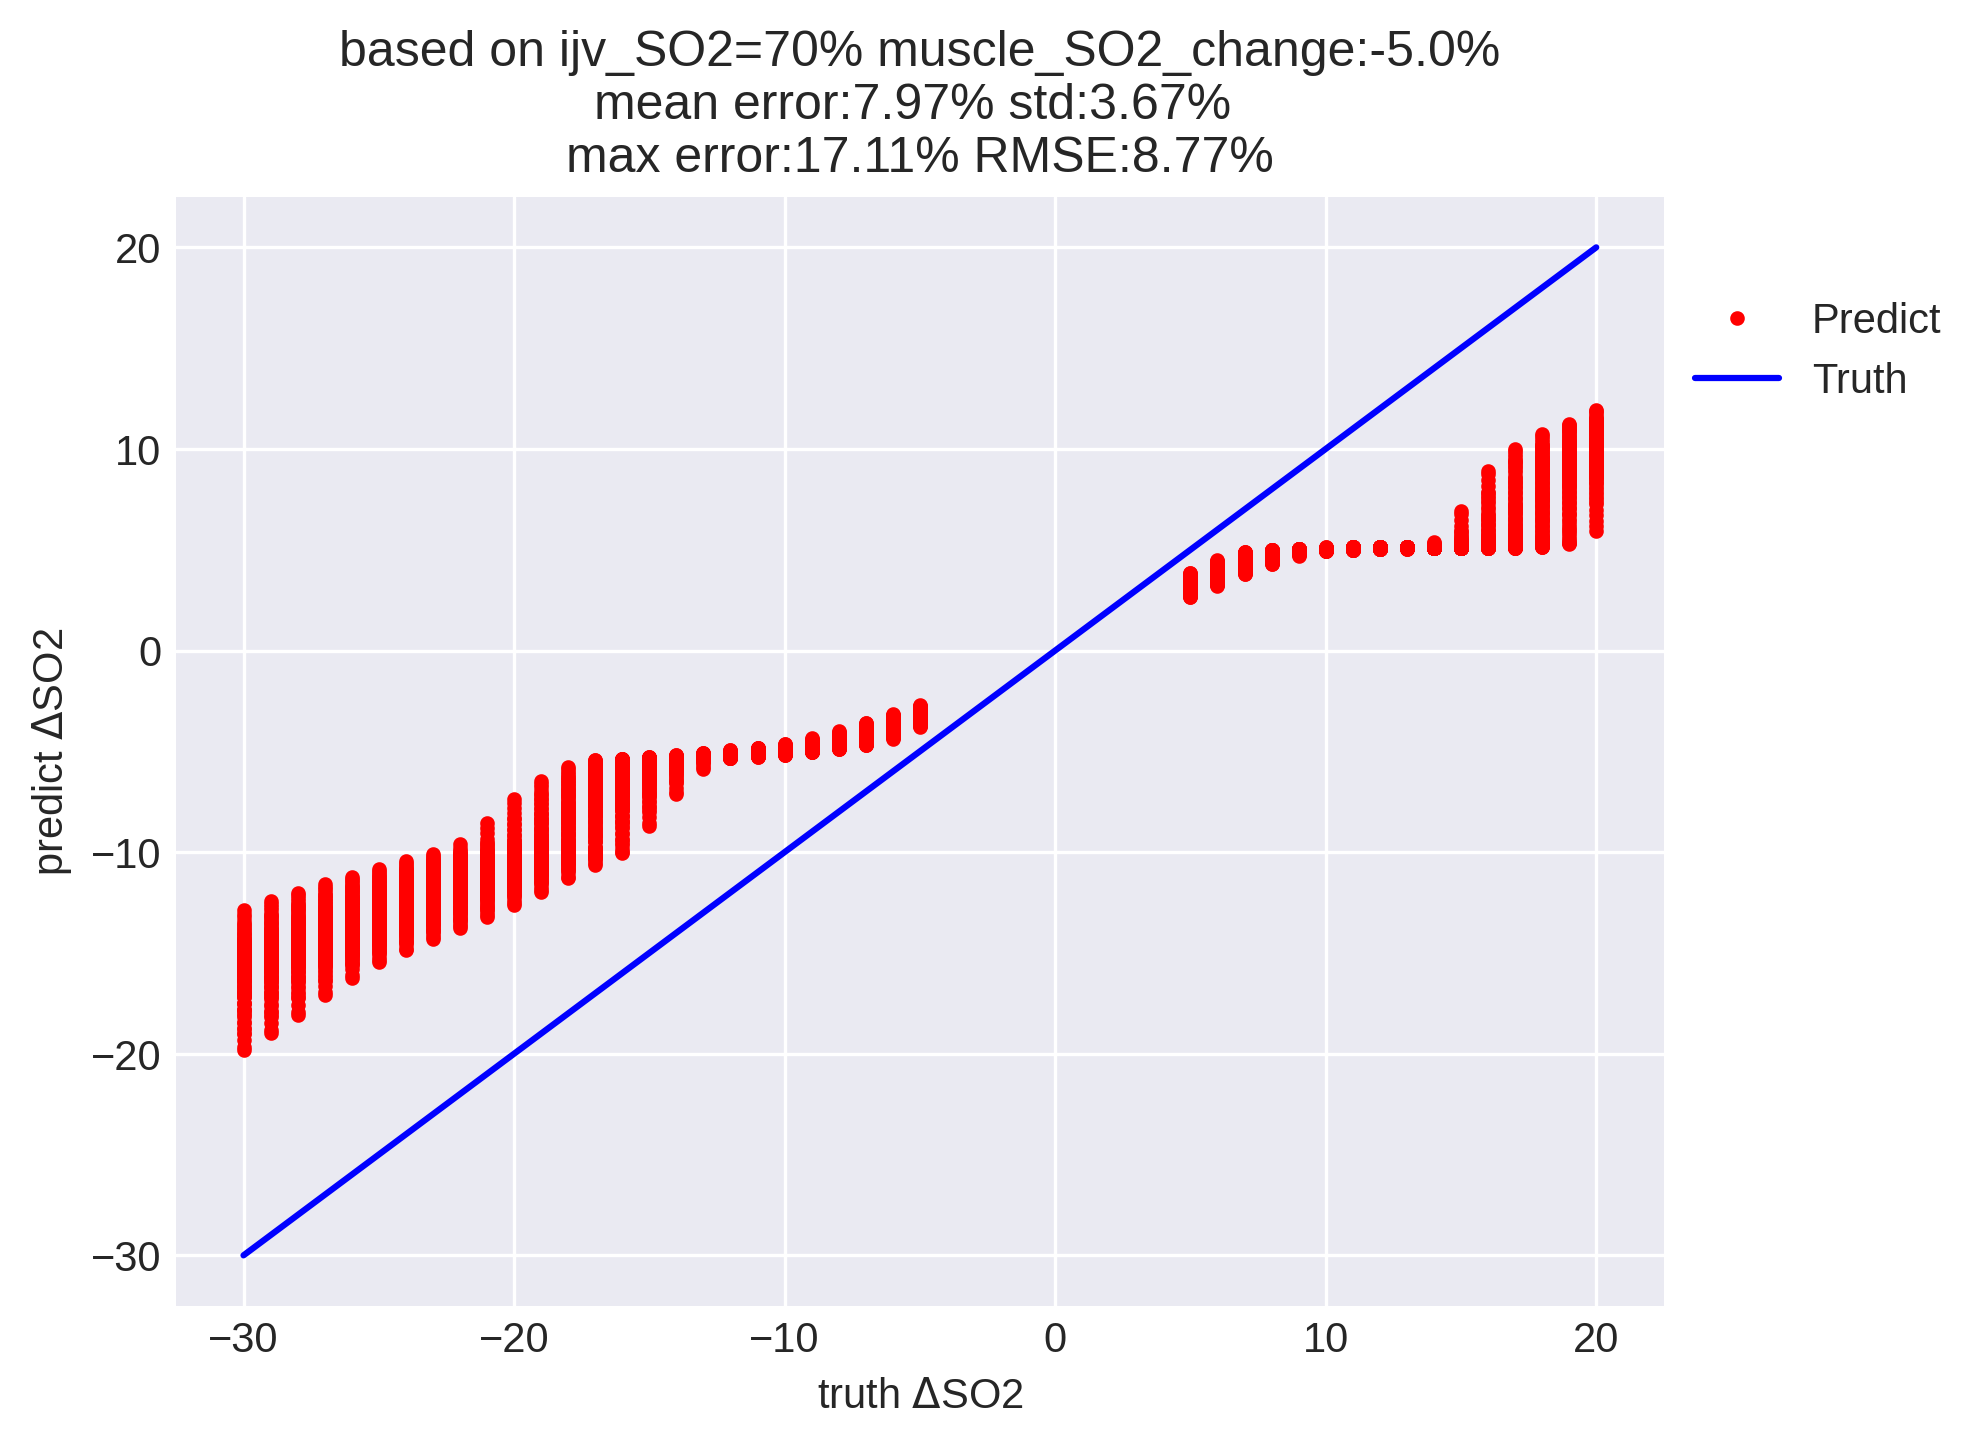 based on ijv_SO2=70% muscle_SO2_change:-5.0%
mean error:7.97% std:3.67%
max error:17.11% RMSE:8.77%
20
10
0
−10
−20
−30
predict ΔSO2
−30
−20
−10
0
10
20
truth ΔSO2
Predict
Truth